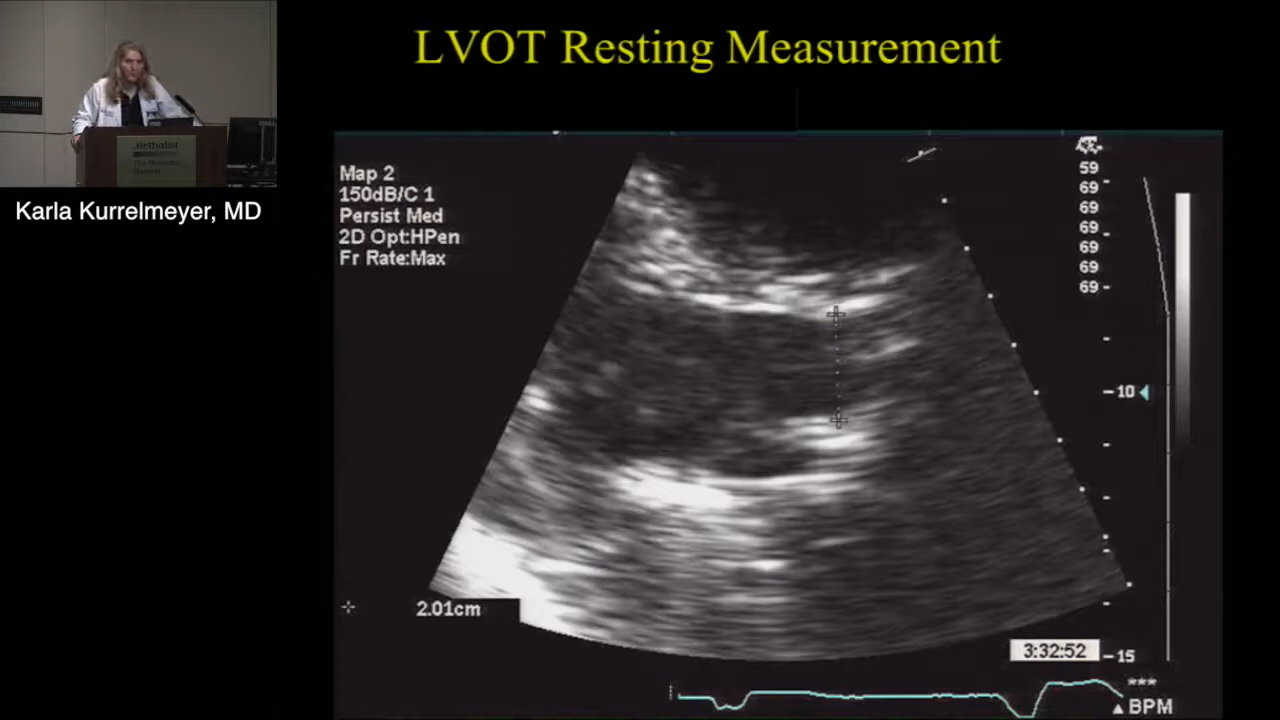 LVOT Resting Measurement
Methodist
Karla Kurrelmeyer, MD
Map 2
150dB/C 1
Persist Med
2D Opt:HPen
Fr Rate:Max
59
69
69
69
69
69
69
10
2.01cm
3:32:52
15
***
BPM